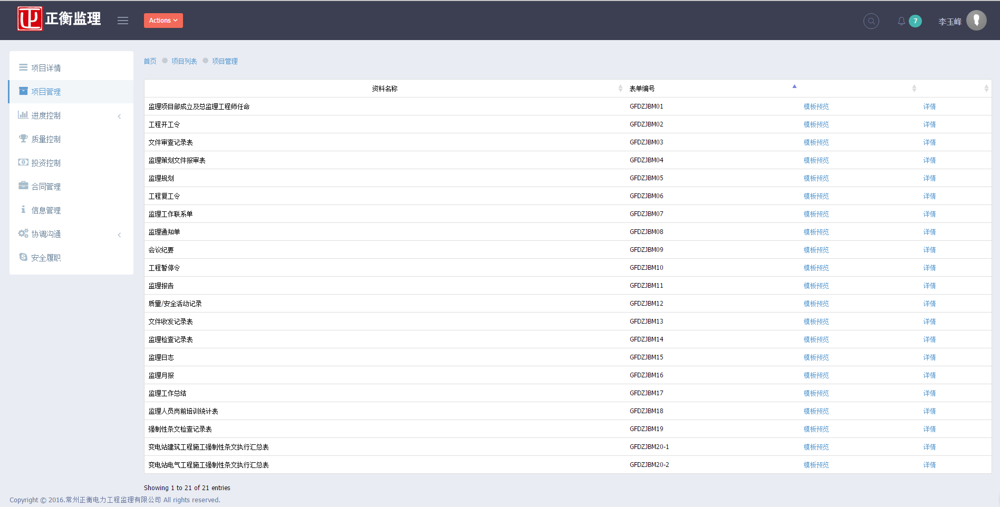 正衡监理
Actions
7
李玉峰
项目详情
项目管理
进度控制
质量控制
投资控制
合同管理
信息管理
协调沟通
安全履职
首页 项目列表 项目管理
资料名称 表单编号
监理项目部成立及总监理工程师任命 GFDZJBM01 模板预览 详情
工程开工令 GFDZJBM02 模板预览 详情
文件审查记录表 GFDZJBM03 模板预览 详情
监理策划文件报审表 GFDZJBM04 模板预览 详情
监理规划 GFDZJBM05 模板预览 详情
工程复工令 GFDZJBM06 模板预览 详情
监理工作联系单 GFDZJBM07 模板预览 详情
监理通知单 GFDZJBM08 模板预览 详情
会议纪要 GFDZJBM09 模板预览 详情
工程暂停令 GFDZJBM10 模板预览 详情
监理报告 GFDZJBM11 模板预览 详情
质量/安全活动记录 GFDZJBM12 模板预览 详情
文件收发记录表 GFDZJBM13 模板预览 详情
监理检查记录表 GFDZJBM14 模板预览 详情
监理日志 GFDZJBM15 模板预览 详情
监理月报 GFDZJBM16 模板预览 详情
监理工作总结 GFDZJBM17 模板预览 详情
监理人员岗前培训统计表 GFDZJBM18 模板预览 详情
强制性条文检查记录表 GFDZJBM19 模板预览 详情
变电站建筑工程施工强制性条文执行汇总表 GFDZJBM20-1 模板预览 详情
变电站电气工程施工强制性条文执行汇总表 GFDZJBM20-2 模板预览 详情
Showing 1 to 21 of 21 entries
Copyright © 2016.常州正衡电力工程监理有限公司 All rights reserved.